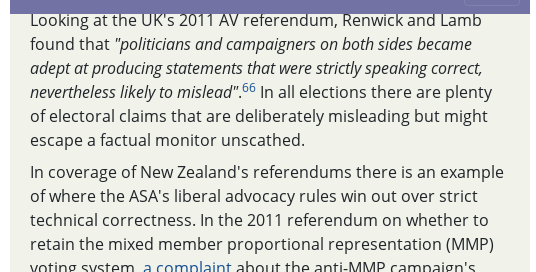 Looking at the UK's 2011 AV referendum, Renwick and Lamb
found that "politicians and campaigners on both sides became
adept at producing statements that were strictly speaking correct,
nevertheless likely to mislead".66 In all elections there are plenty
of electoral claims that are deliberately misleading but might
escape a factual monitor unscathed.
In coverage of New Zealand's referendums there is an example
of where the ASA's liberal advocacy rules win out over strict
technical correctness. In the 2011 referendum on whether to
retain the mixed member proportional representation (MMP)
voting system, a complaint about the anti-MMP campaign's